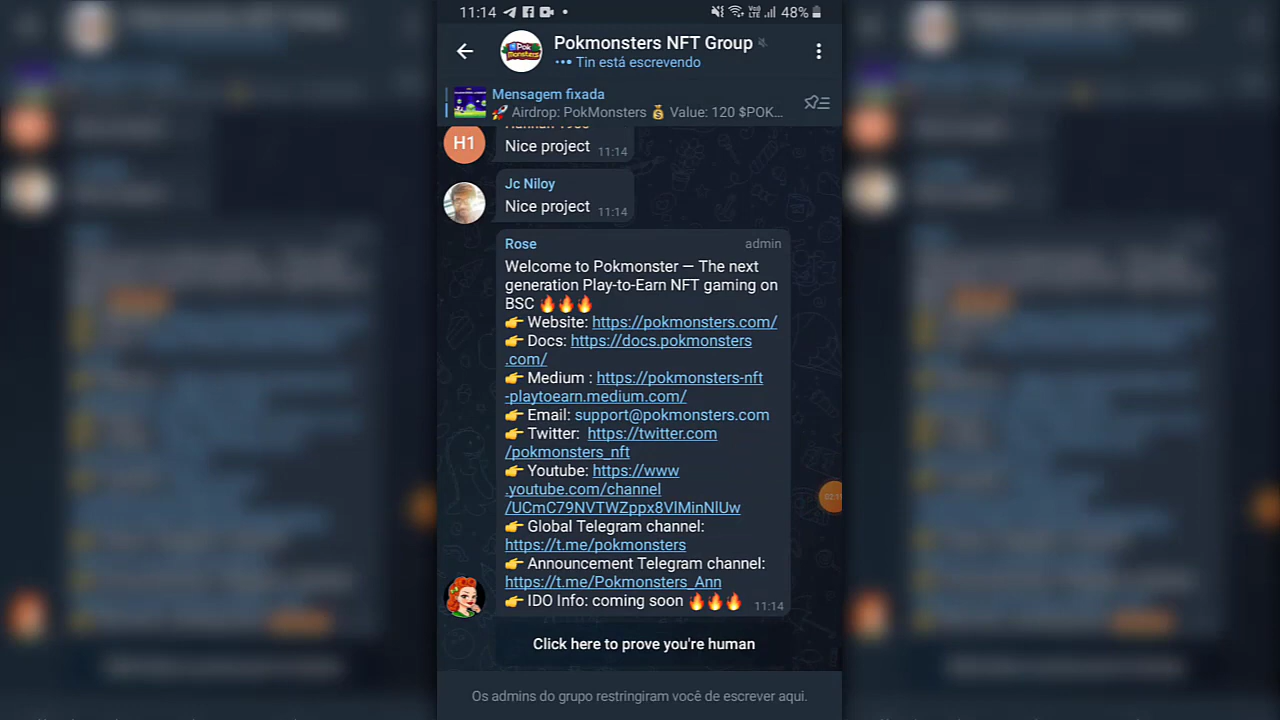 11:14
48%
Pok
Monsters
Pokmonsters NFT Group
Tin está escrevendo
Mensagem fixada
🚀 Airdrop: PokMonsters 💰 Value: 120 $POK...
H1
Nice project 11:14
Jc Niloy
Nice project 11:14
Rose admin
Welcome to Pokmonster — The next
generation Play-to-Earn NFT gaming on
BSC 🔥🔥🔥
👉 Website: https://pokmonsters.com/
👉 Docs: https://docs.pokmonsters
.com/
👉 Medium : https://pokmonsters-nft
-playtoearn.medium.com/
👉 Email: support@pokmonsters.com
👉 Twitter: https://twitter.com
/pokmonsters_nft
👉 Youtube: https://www
.youtube.com/channel
/UCmC79NVTWZppx8VlMinNlUw
👉 Global Telegram channel:
https://t.me/pokmonsters
👉 Announcement Telegram channel:
https://t.me/Pokmonsters_Ann
👉 IDO Info: coming soon 🔥🔥🔥 11:14
Click here to prove you're human
Os admins do grupo restringiram você de escrever aqui.